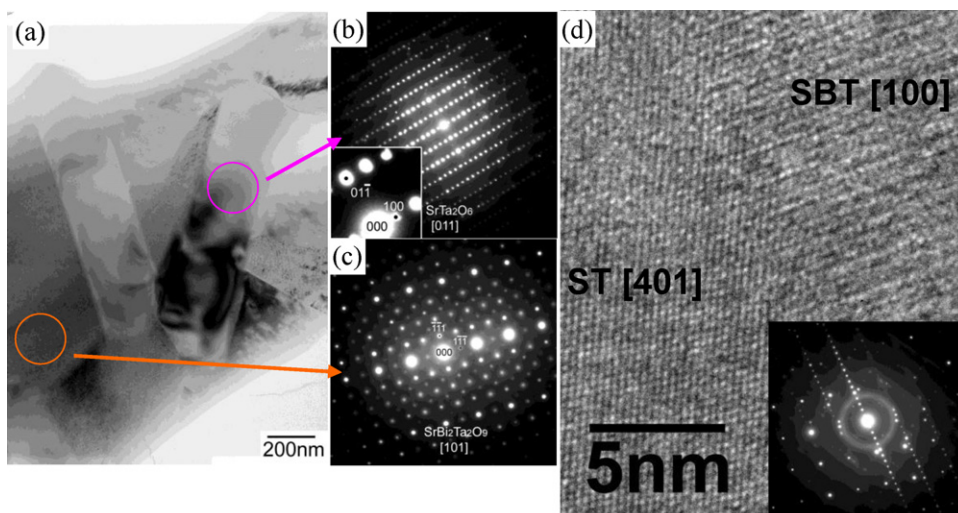 (a)
200nm
(b)
011̅
100
000
SrTa2O6
[011]
(c)
1̅11
11̅1̅
000
SrBi2Ta2O9
[101]
(d)
SBT [100]
ST [401]
5nm